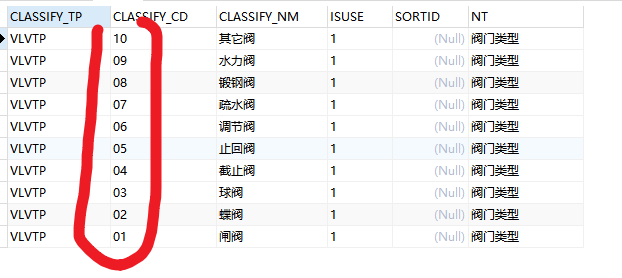 CLASSIFY_TP CLASSIFY_CD CLASSIFY_NM ISUSE SORTID NT
VLVTP 10 其它阀 1 (Null) 阀门类型
VLVTP 09 水力阀 1 (Null) 阀门类型
VLVTP 08 锻钢阀 1 (Null) 阀门类型
VLVTP 07 疏水阀 1 (Null) 阀门类型
VLVTP 06 调节阀 1 (Null) 阀门类型
VLVTP 05 止回阀 1 (Null) 阀门类型
VLVTP 04 截止阀 1 (Null) 阀门类型
VLVTP 03 球阀 1 (Null) 阀门类型
VLVTP 02 蝶阀 1 (Null) 阀门类型
VLVTP 01 闸阀 1 (Null) 阀门类型